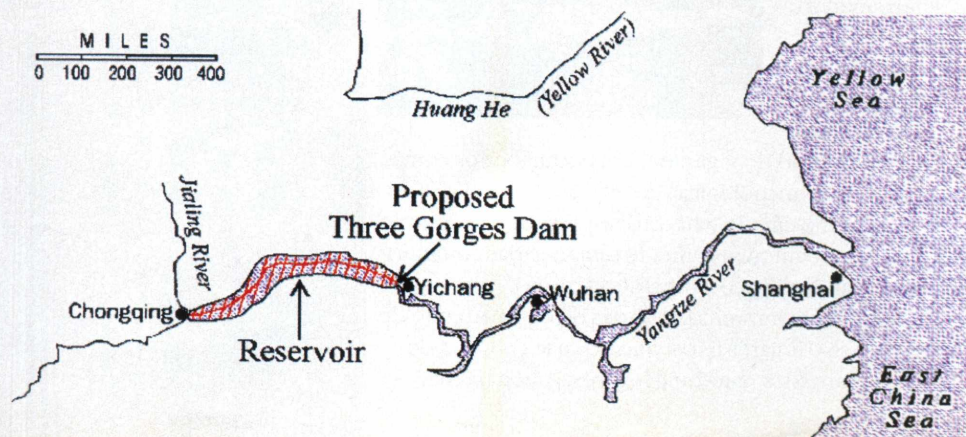 MILES
0 100 200 300 400
Yellow
Sea
Huang He
(Yellow River)
Jialing River
Proposed
Three Gorges Dam
Yichang
Wuhan
Yangtze River
Shanghai
Chongqing
Reservoir
East
China
Sea